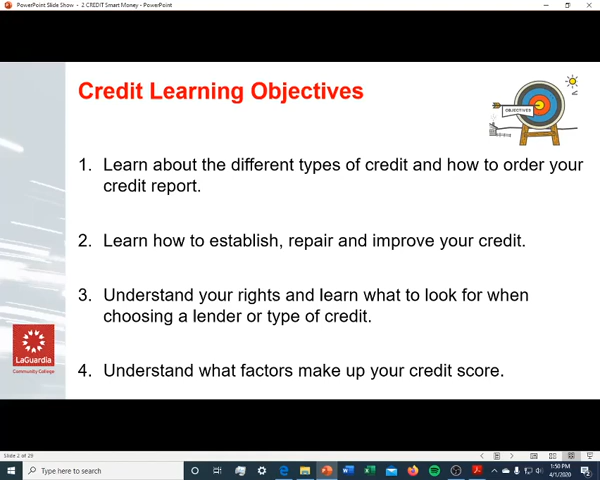 PowerPoint Slide Show - 2 CREDIT Smart Money - PowerPoint
Credit Learning Objectives
OBJECTIVES
1. Learn about the different types of credit and how to order your
credit report.
2. Learn how to establish, repair and improve your credit.
3. Understand your rights and learn what to look for when
choosing a lender or type of credit.
4. Understand what factors make up your credit score.
LaGuardia
Community College
Slide 2 of 29
Type here to search
1:50 PM
4/1/2020
2